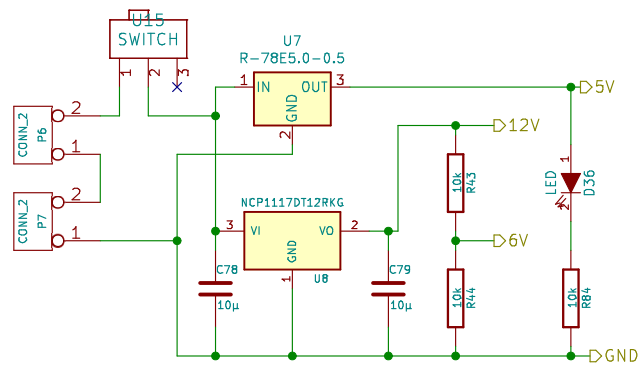 U15
SWITCH
1
2
3
U7
R-78E5.0-0.5
1
IN
OUT
3
GND
2
5V
CONN_2
P6
2
1
12V
1
LED
D36
2
10k
R43
CONN_2
P7
2
1
NCP1117DT12RKG
3
VI
VO
2
GND
1
U8
6V
C78
10µ
C79
10µ
10k
R44
10k
R84
GND